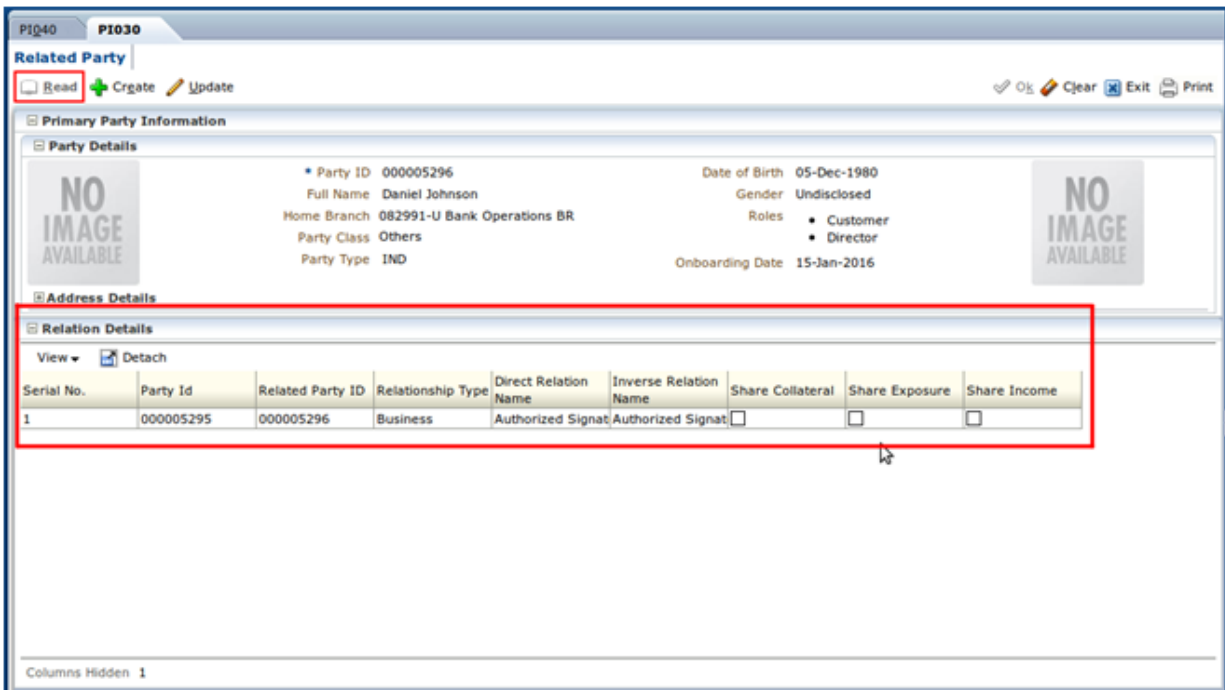 PI040 PI030
Related Party
Read Create Update Ok Clear Exit Print
Primary Party Information
Party Details
NO IMAGE AVAILABLE
* Party ID 000005296
Full Name Daniel Johnson
Home Branch 082991-U Bank Operations BR
Party Class Others
Party Type IND
Date of Birth 05-Dec-1980
Gender Undisclosed
Roles • Customer
• Director
Onboarding Date 15-Jan-2016
NO IMAGE AVAILABLE
Address Details
Relation Details
View Detach
Serial No. Party Id Related Party ID Relationship Type Direct Relation Name Inverse Relation Name Share Collateral Share Exposure Share Income
1 000005295 000005296 Business Authorized Signat Authorized Signat
Columns Hidden 1